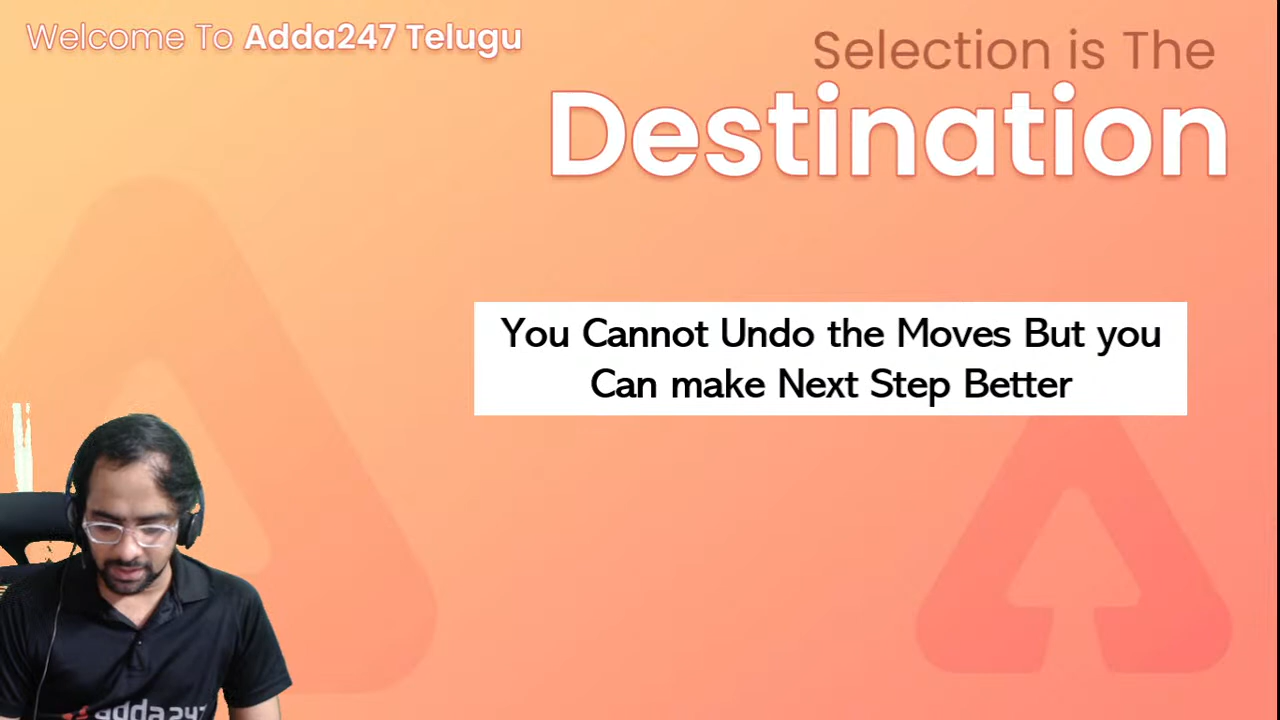 Welcome To Adda247 Telugu
Selection is The
Destination
You Cannot Undo the Moves But you
Can make Next Step Better
adda247